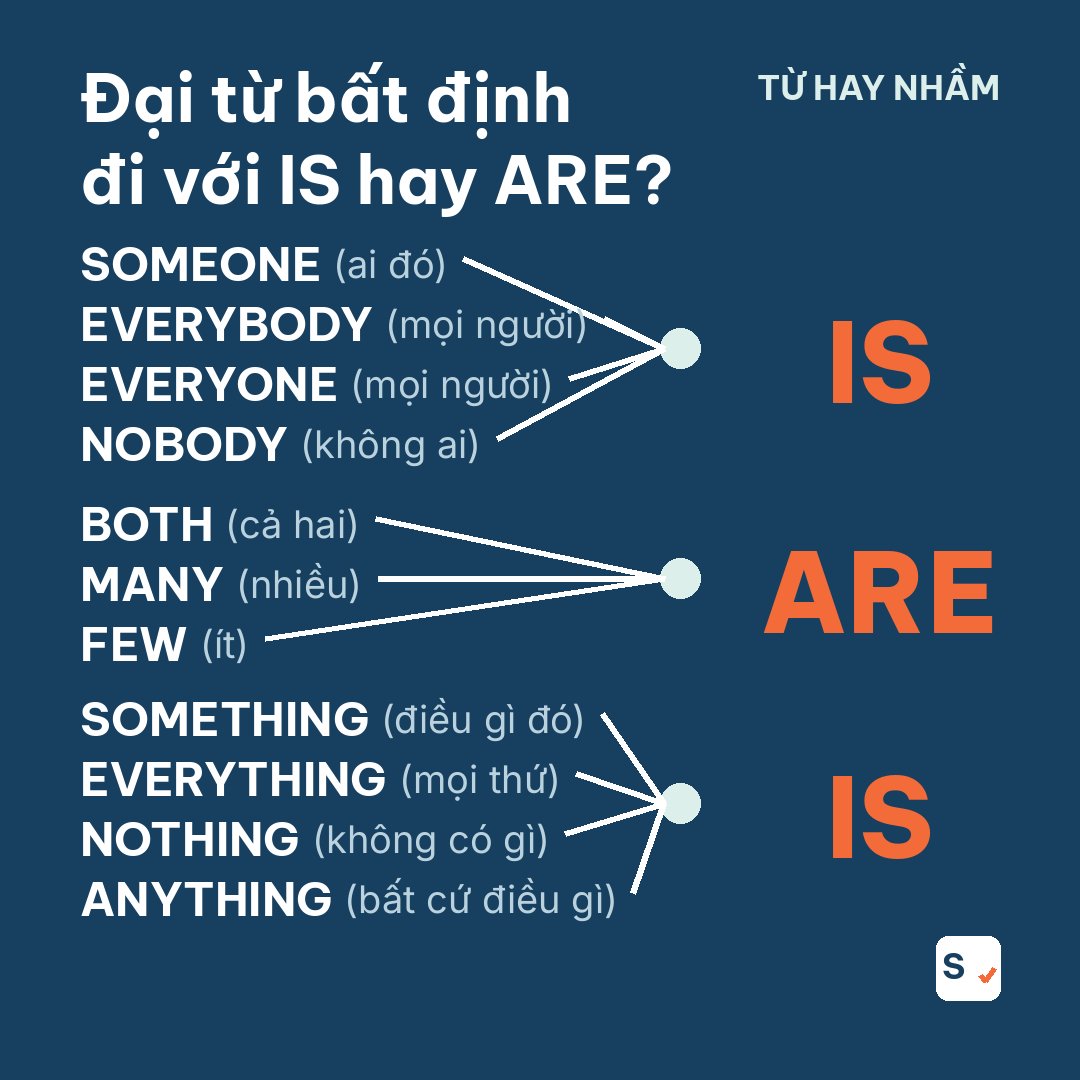 Đại từ bất định
đi với IS hay ARE?
TỪ HAY NHẦM
SOMEONE (ai đó)
EVERYBODY (mọi người)
EVERYONE (mọi người)
NOBODY (không ai)
IS
BOTH (cả hai)
MANY (nhiều)
FEW (ít)
ARE
SOMETHING (điều gì đó)
EVERYTHING (mọi thứ)
NOTHING (không có gì)
ANYTHING (bất cứ điều gì)
IS
S